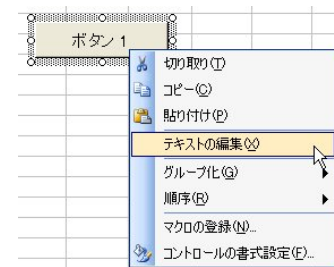 ボタン 1
切り取り(T)
コピー(C)
貼り付け(P)
テキストの編集(X)
グループ化(G)
順序(R)
マクロの登録(N)...
コントロールの書式設定(F)...